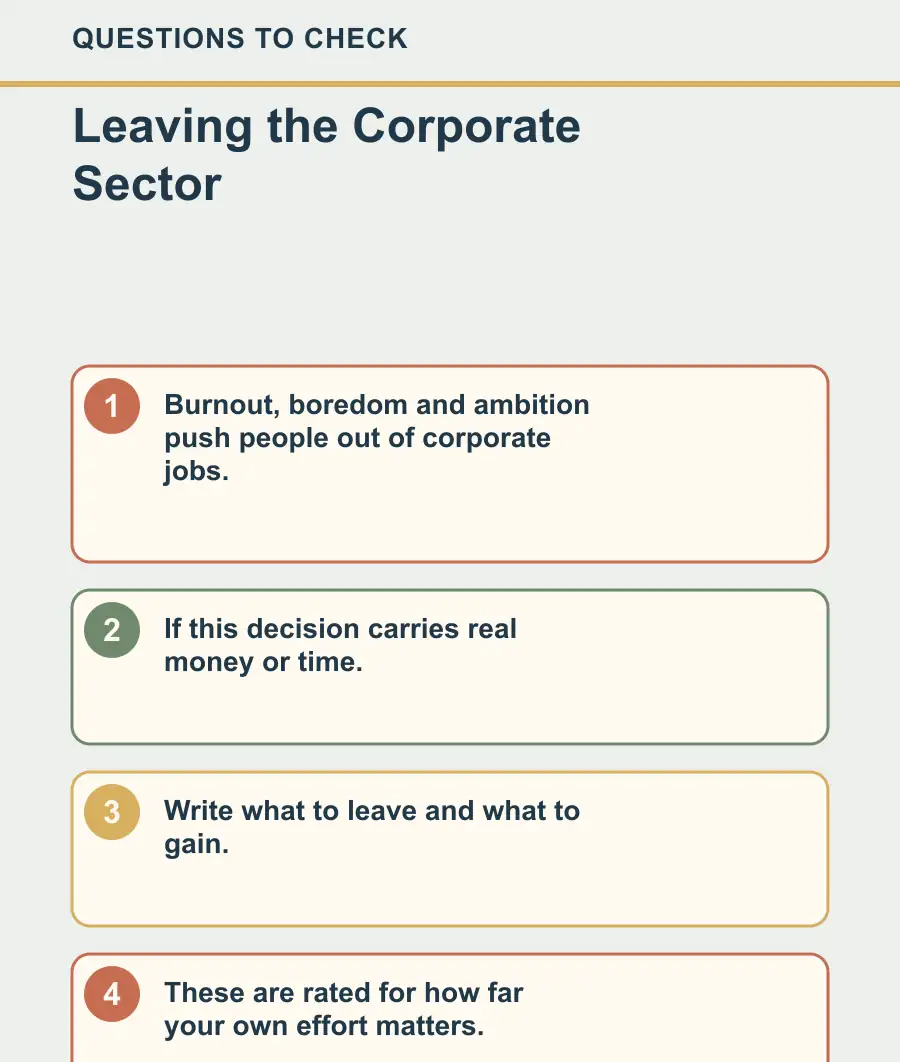 QUESTIONS TO CHECK
Leaving the Corporate
Sector
1
Burnout, boredom and ambition
push people out of corporate
jobs.
2
If this decision carries real
money or time.
3
Write what to leave and what to
gain.
4
These are rated for how far
your own effort matters.